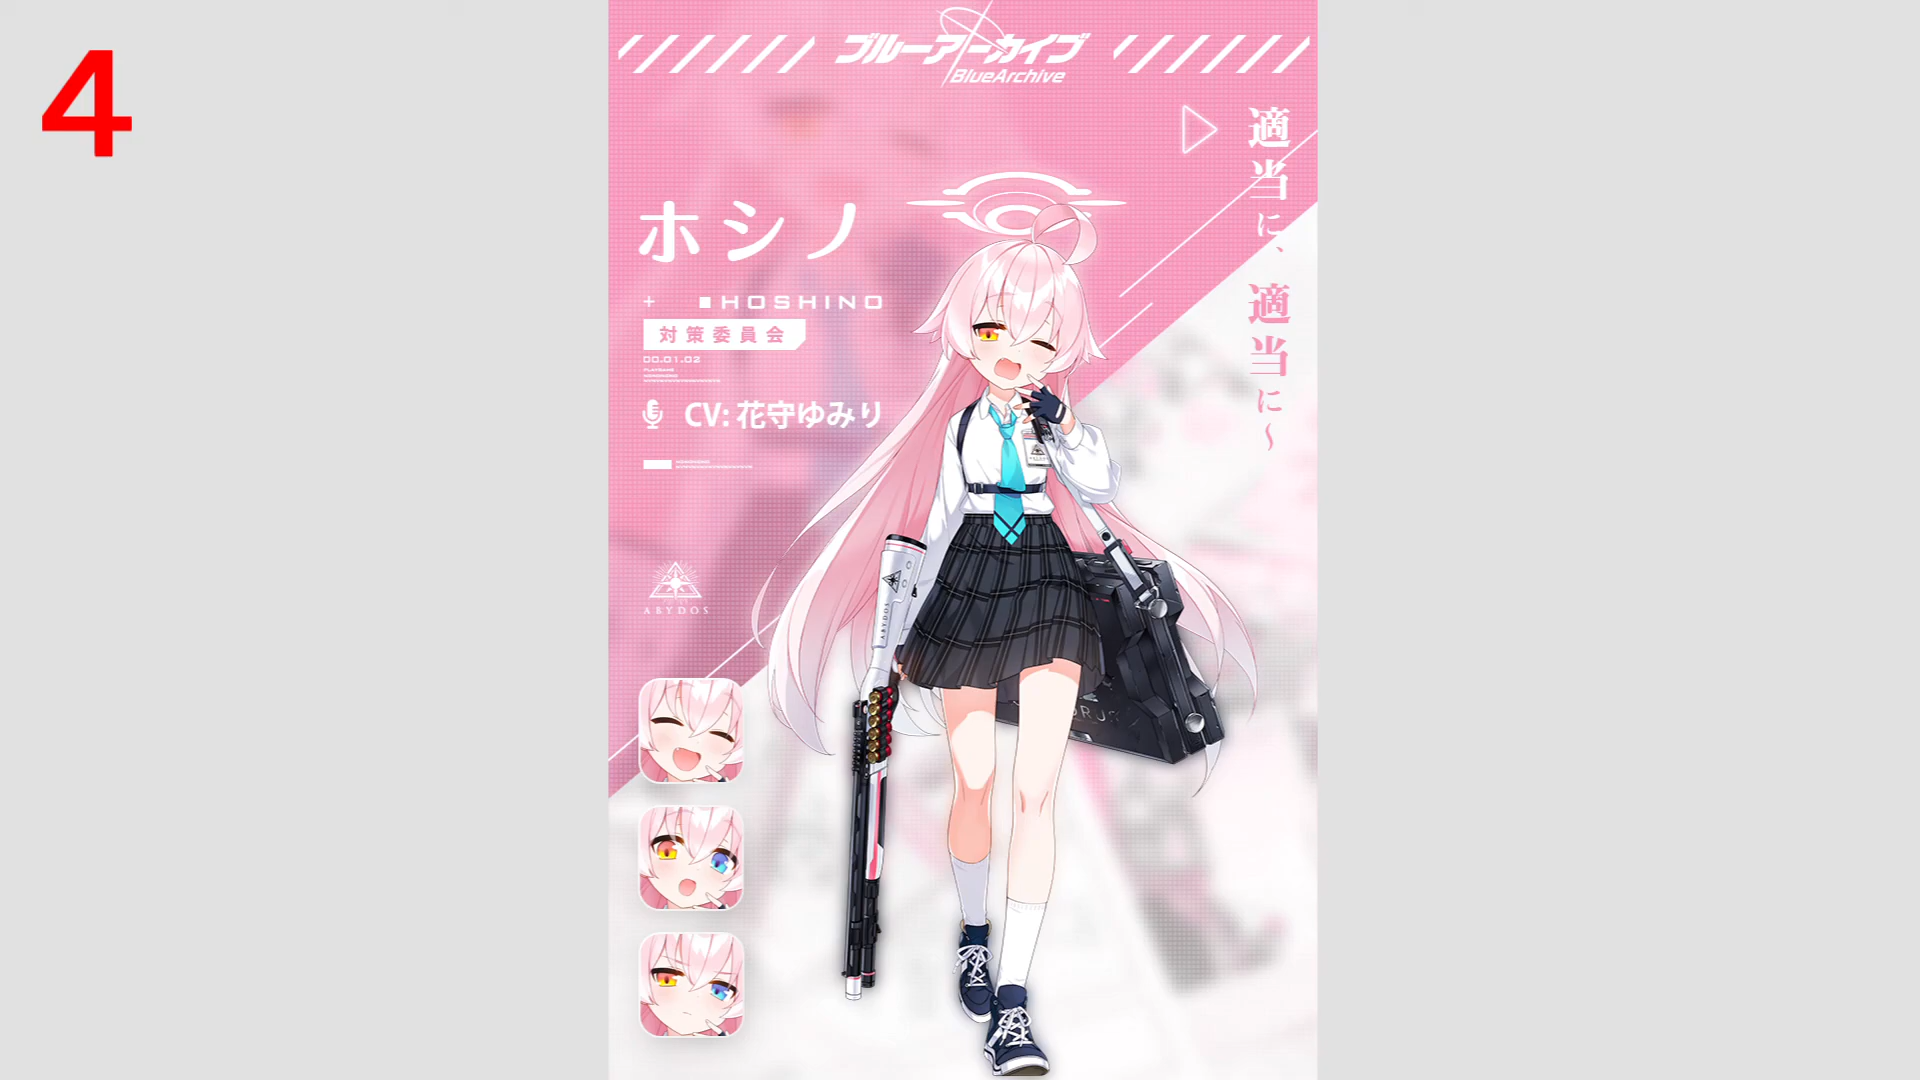 4
ブルーアーカイブ
BlueArchive
適当に、適当に～
ホシノ
HOSHINO
対策委員会
00.01.02
CV: 花守ゆみり
ABYDOS
ABYDOS